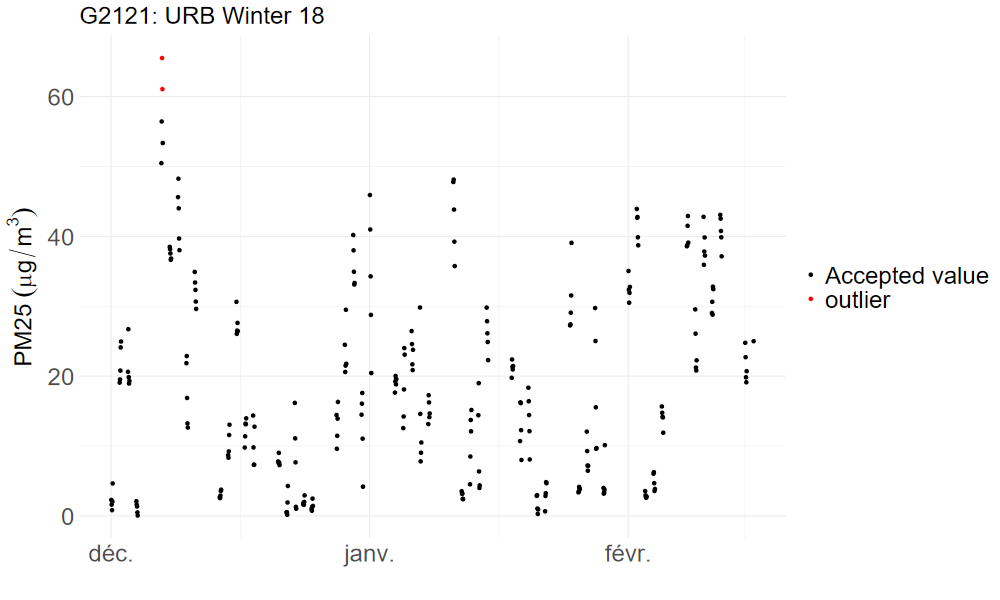 G2121: URB Winter 18
PM25 (μg/m³)
60
40
20
0
déc.
janv.
févr.
Accepted value
outlier